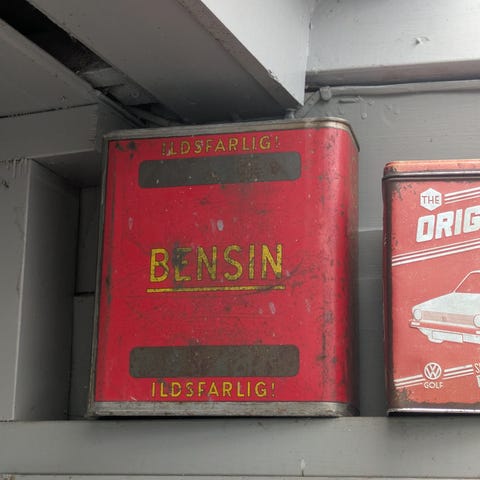 ILDSFARLIG!
BENSIN
ILDSFARLIG!
THE
ORIG
GOLF